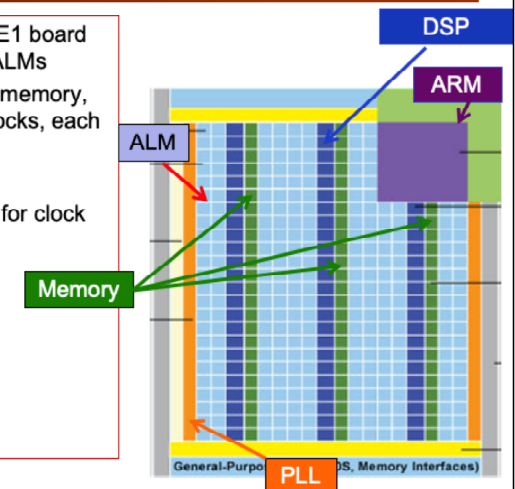 E1 board
ALMs
memory,
ocks, each
for clock
DSP
ARM
ALM
Memory
PLL
General-Purpo
OS, Memory Interfaces)